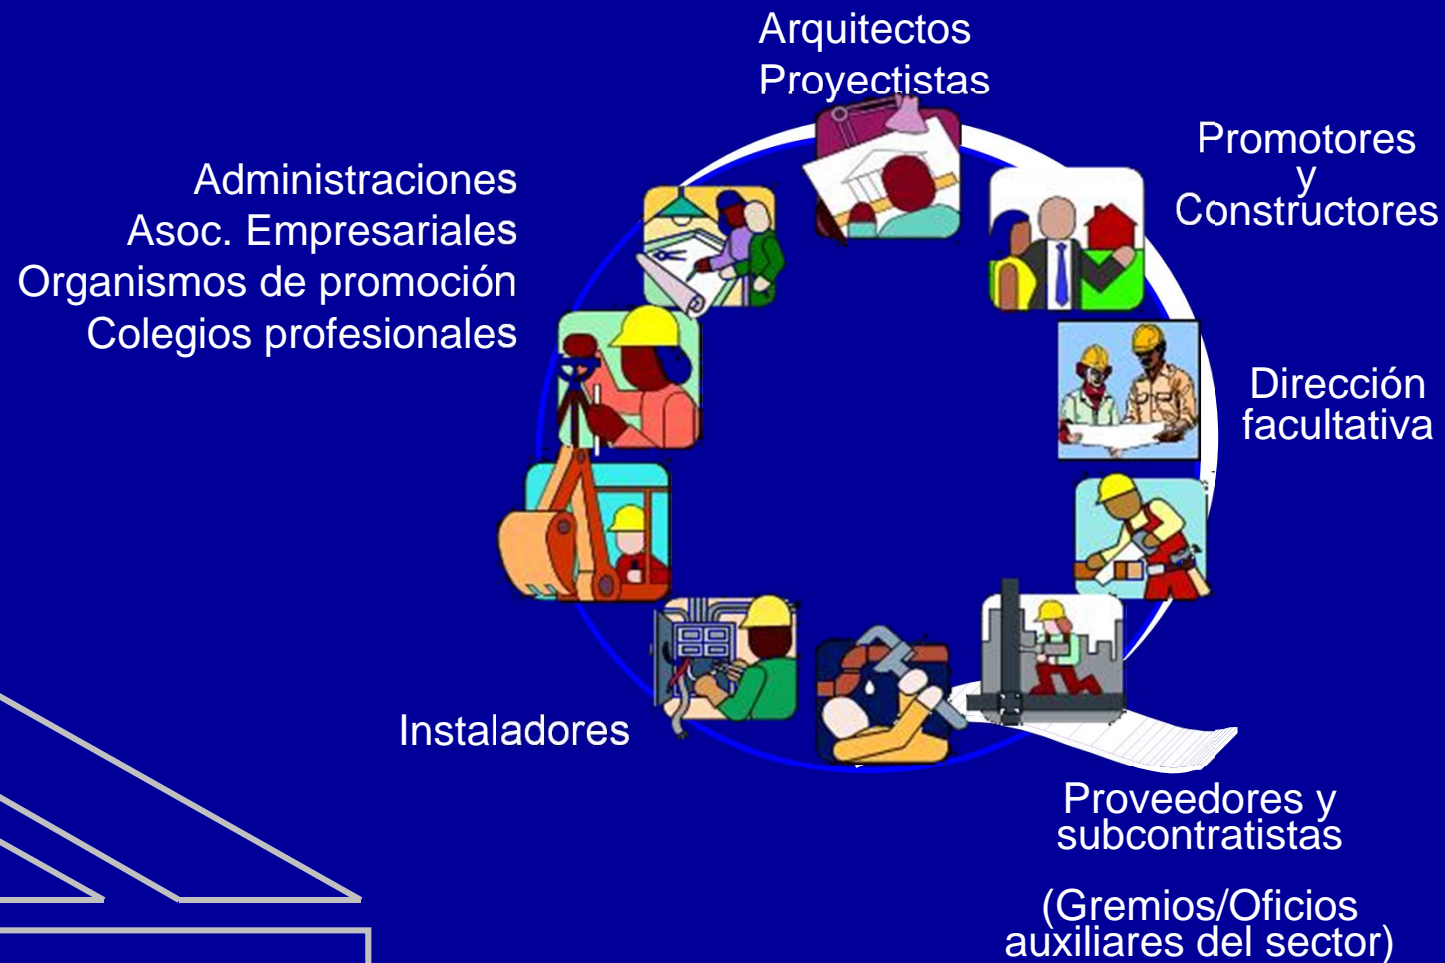 Arquitectos
Proyectistas
Promotores
y
Constructores
Administraciones
Asoc. Empresariales
Organismos de promoción
Colegios profesionales
Dirección
facultativa
Instaladores
Proveedores y
subcontratistas
(Gremios/Oficios
auxiliares del sector)